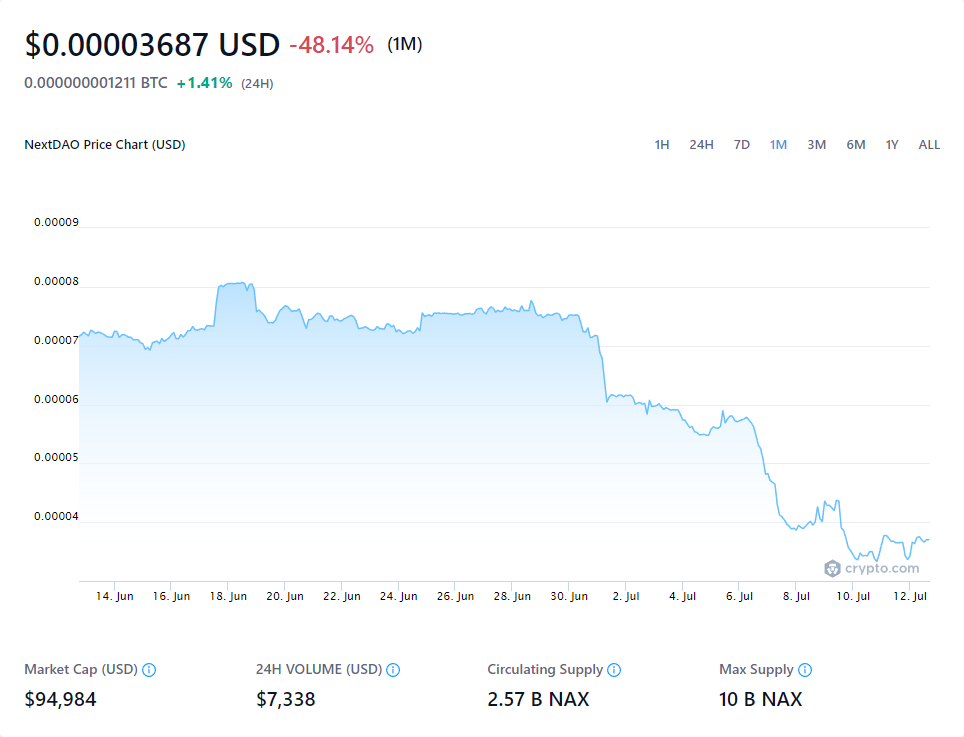 $0.00003687 USD -48.14% (1M)
0.000000001211 BTC +1.41% (24H)
NextDAO Price Chart (USD) 1H 24H 7D 1M 3M 6M 1Y ALL
0.00009
0.00008
0.00007
0.00006
0.00005
0.00004
crypto.com
14. Jun 16. Jun 18. Jun 20. Jun 22. Jun 24. Jun 26. Jun 28. Jun 30. Jun 2. Jul 4. Jul 6. Jul 8. Jul 10. Jul 12. Jul
Market Cap (USD) 24H VOLUME (USD) Circulating Supply Max Supply
$94,984 $7,338 2.57 B NAX 10 B NAX